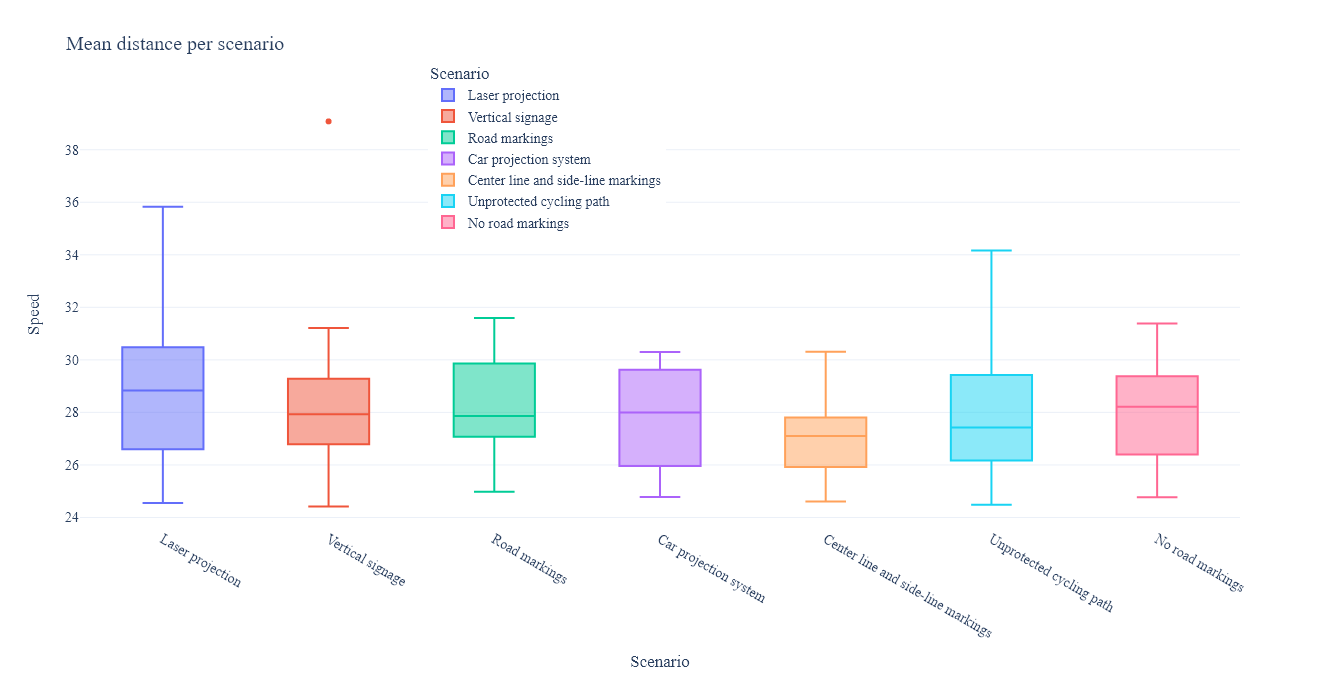 Mean distance per scenario
Scenario
Laser projection
Vertical signage
Road markings
Car projection system
Center line and side-line markings
Unprotected cycling path
No road markings
38
36
34
32
30
28
26
24
Speed
Laser projection
Vertical signage
Road markings
Car projection system
Center line and side-line markings
Unprotected cycling path
No road markings
Scenario